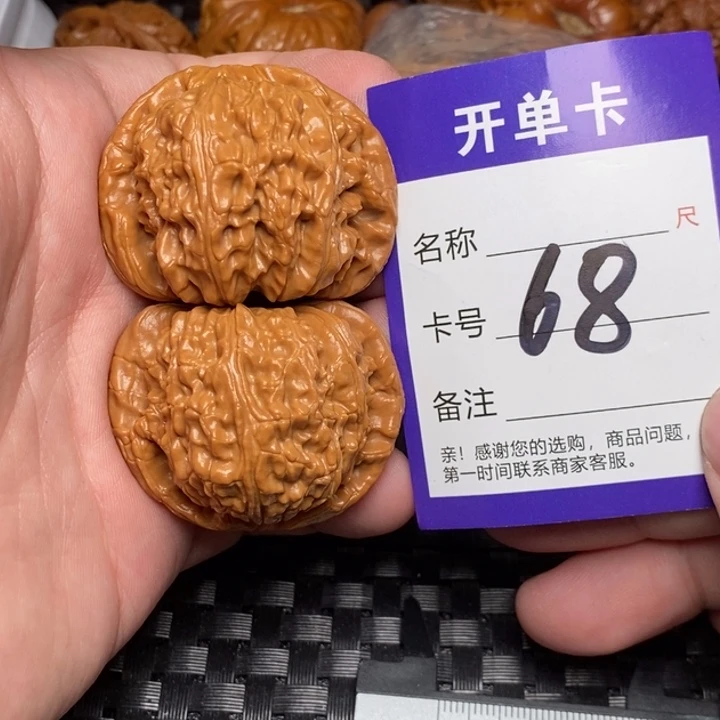 开单卡
名称 尺
卡号 68
备注
亲！感谢您的选购，商品问题，
第一时间联系商家客服。